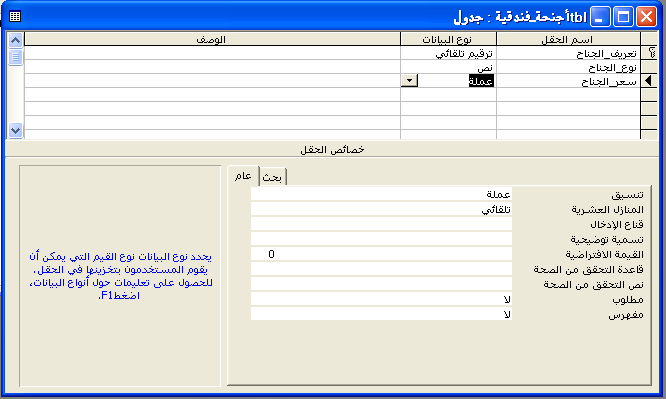 tblأجنحة_فندقية : جدول
اسم الحقل نوع البيانات الوصف
تعريف_الجناح ترقيم تلقائي
نوع_الجناح نص
سعر_الجناح عملة
خصائص الحقل
عام بحث
تنسيق عملة
المنازل العشرية تلقائي
قناع الإدخال
تسمية توضيحية
القيمة الافتراضية 0
قاعدة التحقق من الصحة
نص التحقق من الصحة
مطلوب لا
مفهرس لا
يحدد نوع البيانات نوع القيم التي يمكن أن
يقوم المستخدمون بتخزينها في الحقل.
للحصول على تعليمات حول أنواع البيانات،
اضغطF1.